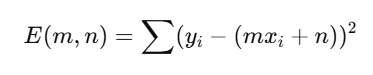 E(m, n) = ∑(yᵢ − (mxᵢ + n))²